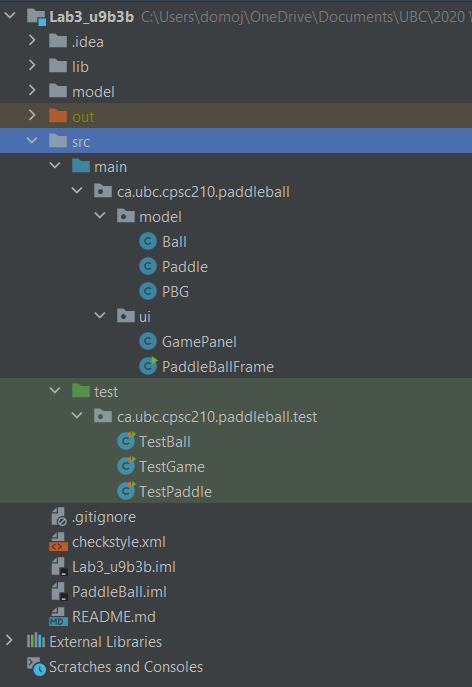 Lab3_u9b3b C:\Users\domoj\OneDrive\Documents\UBC\2020
.idea
lib
model
out
src
main
ca.ubc.cpsc210.paddleball
model
Ball
Paddle
PBG
ui
GamePanel
PaddleBallFrame
test
ca.ubc.cpsc210.paddleball.test
TestBall
TestGame
TestPaddle
.gitignore
checkstyle.xml
Lab3_u9b3b.iml
PaddleBall.iml
README.md
External Libraries
Scratches and Consoles